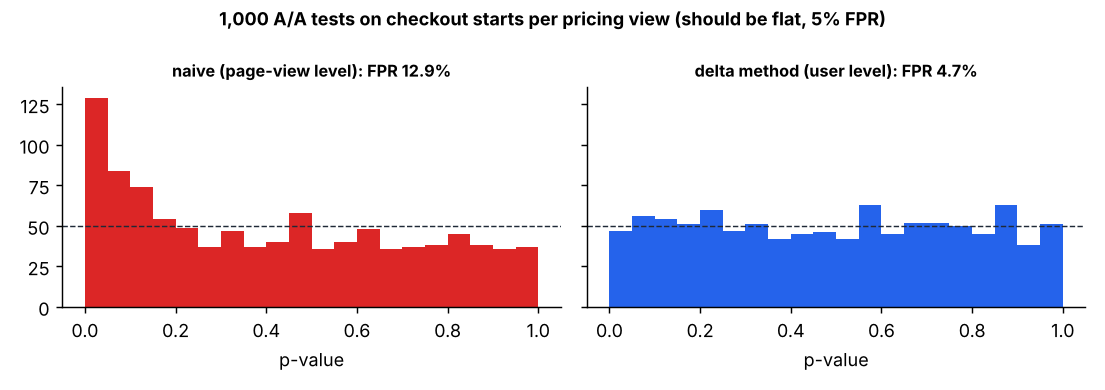 1,000 A/A tests on checkout starts per pricing view (should be flat, 5% FPR)
naive (page-view level): FPR 12.9%
delta method (user level): FPR 4.7%
125
100
75
50
25
0
0.0 0.2 0.4 0.6 0.8 1.0
0.0 0.2 0.4 0.6 0.8 1.0
p-value
p-value